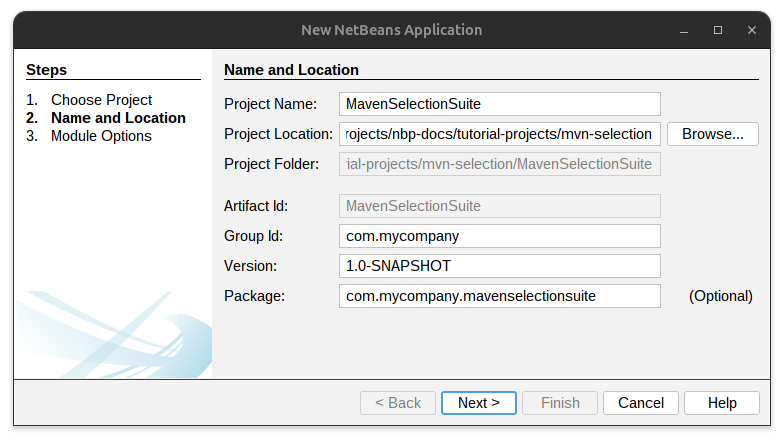 New NetBeans Application
Steps
1. Choose Project
2. Name and Location
3. Module Options
Name and Location
Project Name: MavenSelectionSuite
Project Location: rojects/nbp-docs/tutorial-projects/mvn-selection Browse...
Project Folder: ial-projects/mvn-selection/MavenSelectionSuite
Artifact Id: MavenSelectionSuite
Group Id: com.mycompany
Version: 1.0-SNAPSHOT
Package: com.mycompany.mavenselectionsuite (Optional)
< Back Next > Finish Cancel Help